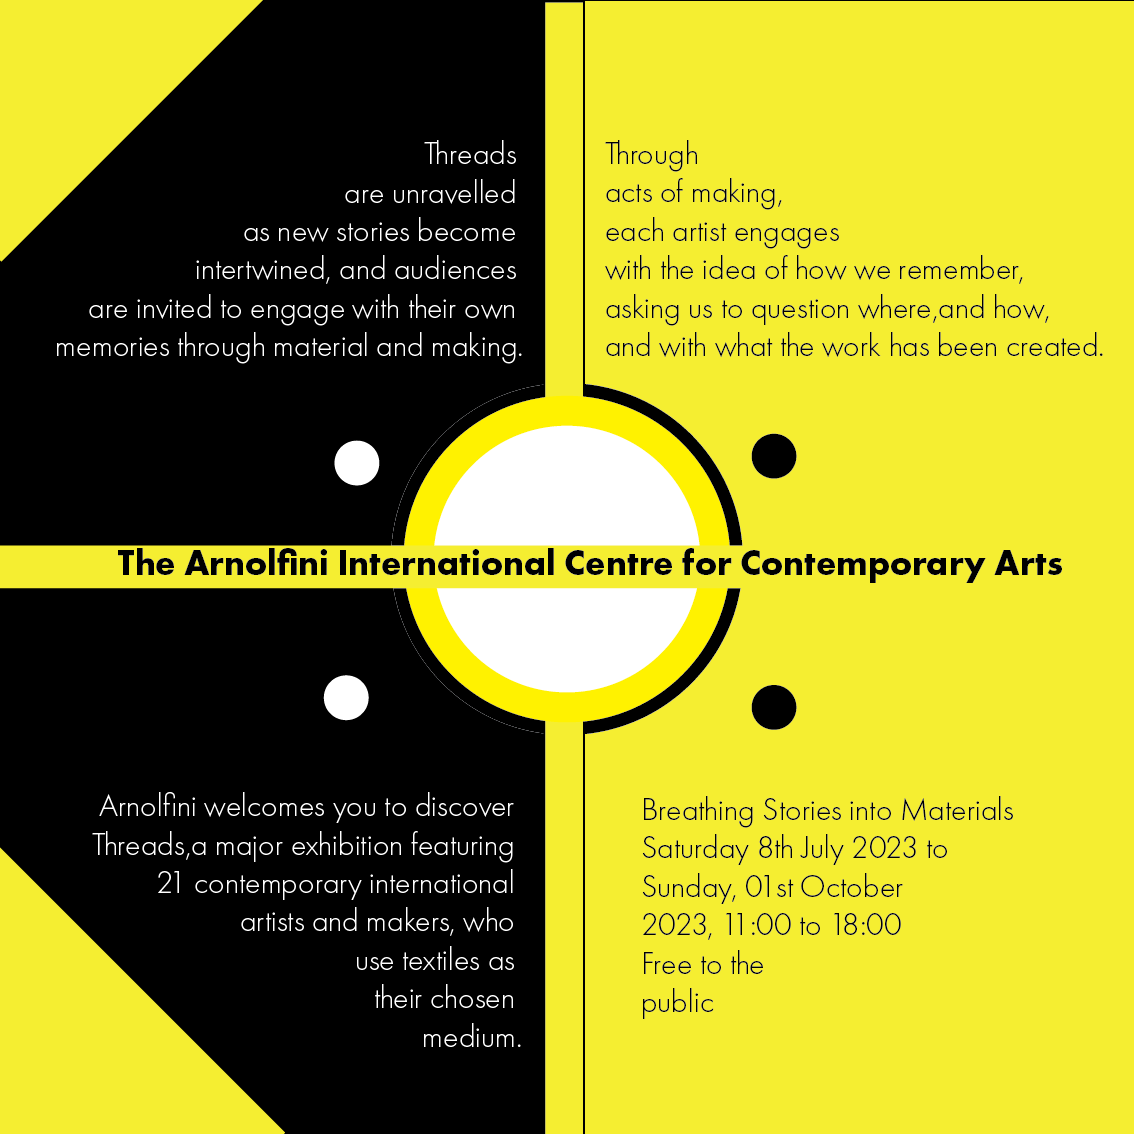 Threads
are unravelled
as new stories become
intertwined, and audiences
are invited to engage with their own
memories through material and making.
Through
acts of making,
each artist engages
with the idea of how we remember,
asking us to question where,and how,
and with what the work has been created.
The Arnolfini International Centre for Contemporary Arts
Arnolfini welcomes you to discover
Threads,a major exhibition featuring
21 contemporary international
artists and makers, who
use textiles as
their chosen
medium.
Breathing Stories into Materials
Saturday 8th July 2023 to
Sunday, 01st October
2023, 11:00 to 18:00
Free to the
public